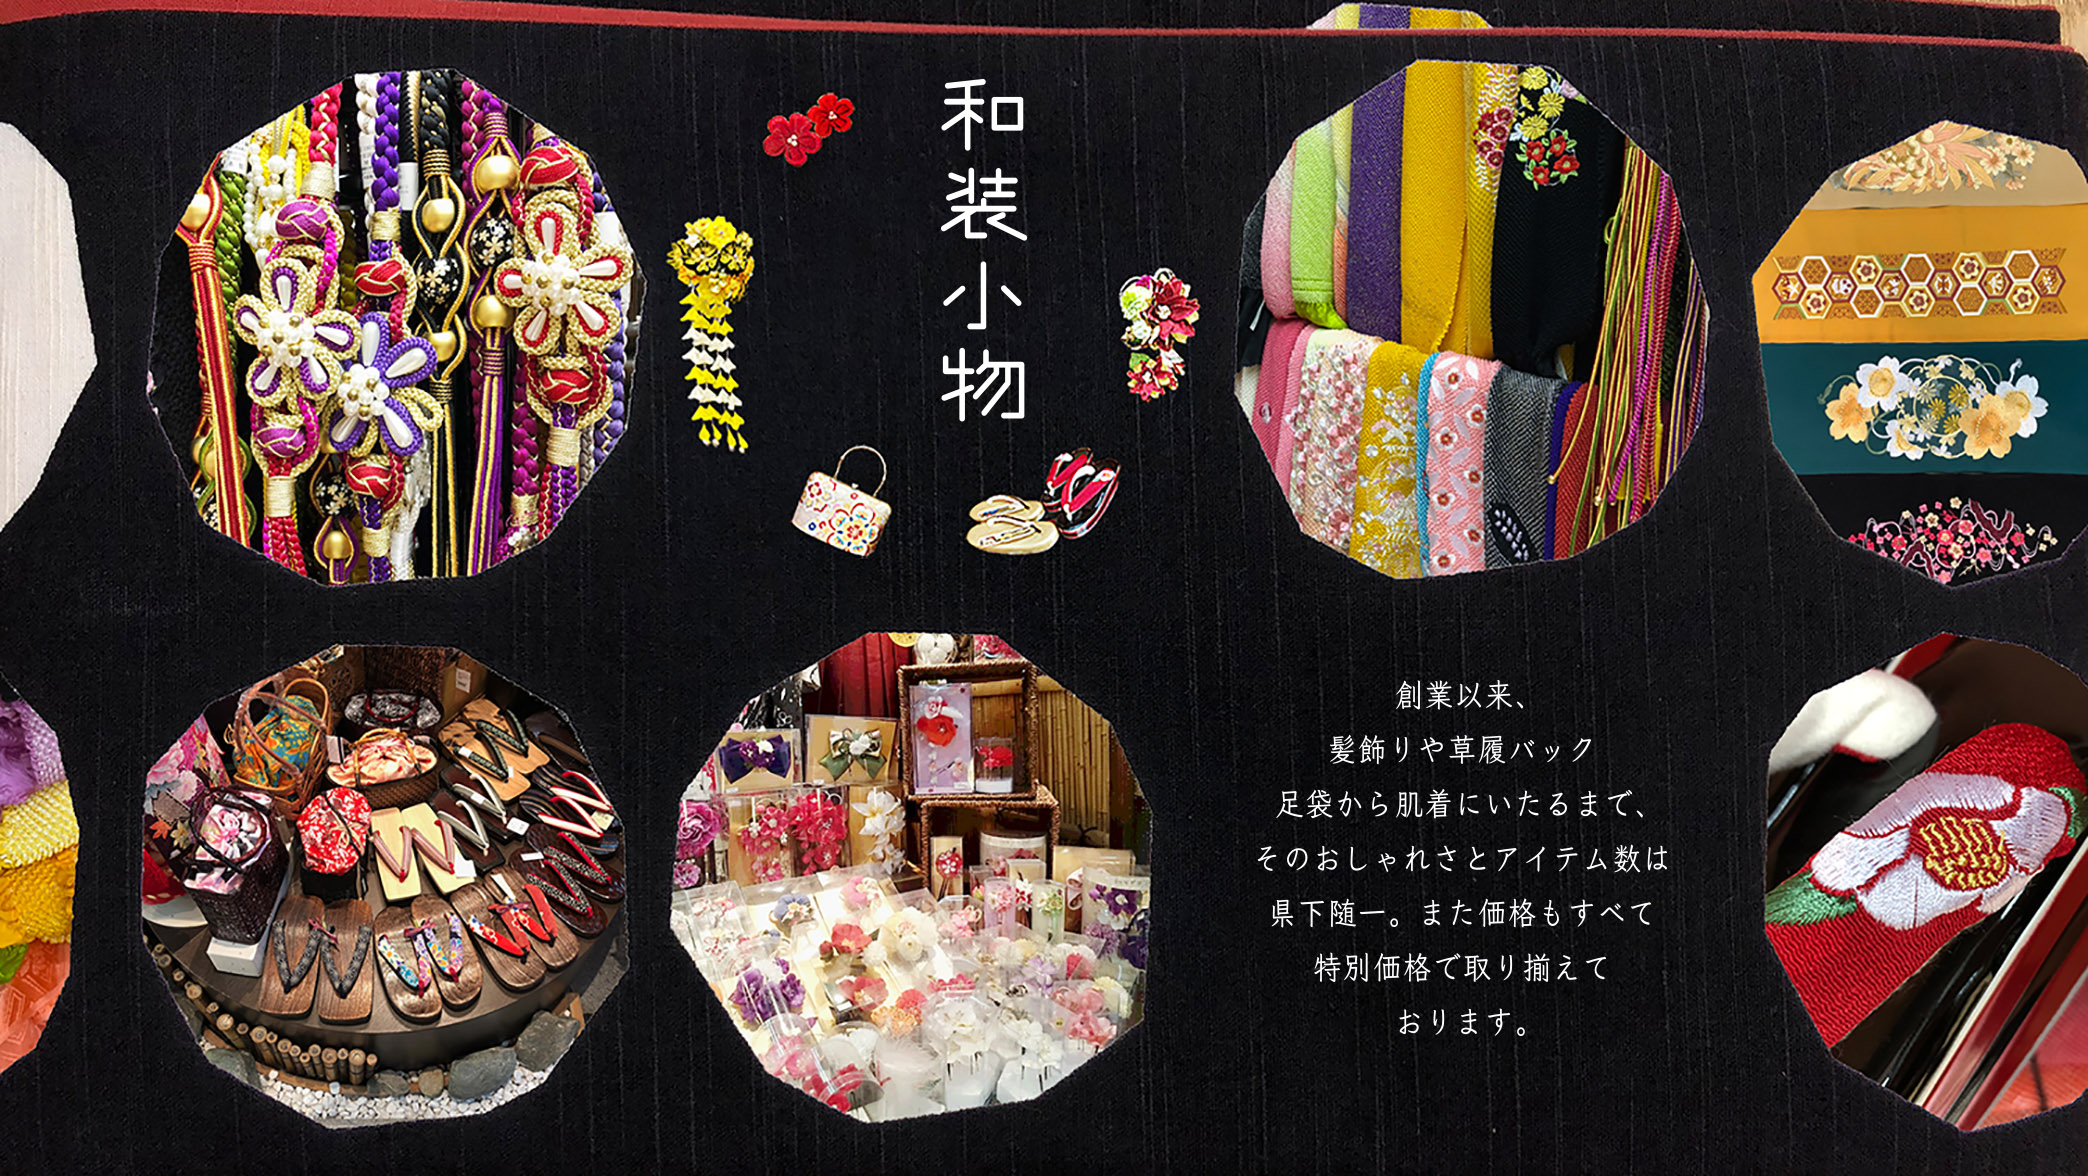 和装小物
創業以来、
髪飾りや草履バック
足袋から肌着にいたるまで、
そのおしゃれさとアイテム数は
県下随一。また価格もすべて
特別価格で取り揃えて
おります。